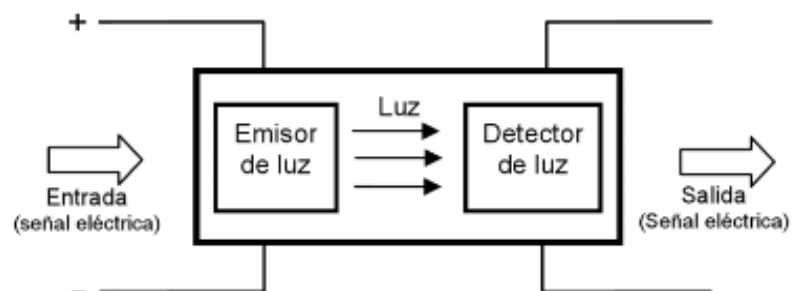 +
Luz
Emisor
de luz
Detector
de luz
Entrada
(señal eléctrica)
Salida
(Señal eléctrica)
−